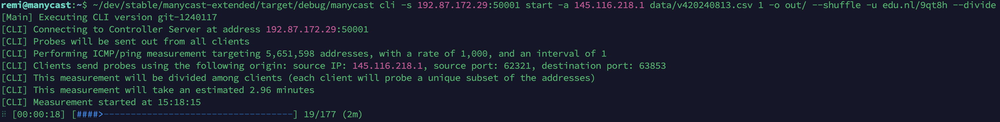 remi@manycast:~$ ~/dev/stable/manycast-extended/target/debug/manycast cli -s 192.87.172.29:50001 start -a 145.116.218.1 data/v420240813.csv 1 -o out/ --shuffle -u edu.nl/9qt8h --divide
[Main] Executing CLI version git-1240117
[CLI] Connecting to Controller Server at address 192.87.172.29:50001
[CLI] Probes will be sent out from all clients
[CLI] Performing ICMP/ping measurement targeting 5,651,598 addresses, with a rate of 1,000, and an interval of 1
[CLI] Clients send probes using the following origin: source IP: 145.116.218.1, source port: 62321, destination port: 63853
[CLI] This measurement will be divided among clients (each client will probe a unique subset of the addresses)
[CLI] This measurement will take an estimated 2.96 minutes
[CLI] Measurement started at 15:18:15
⠿ [00:00:18] [####>-----------------------------------] 19/177 (2m)